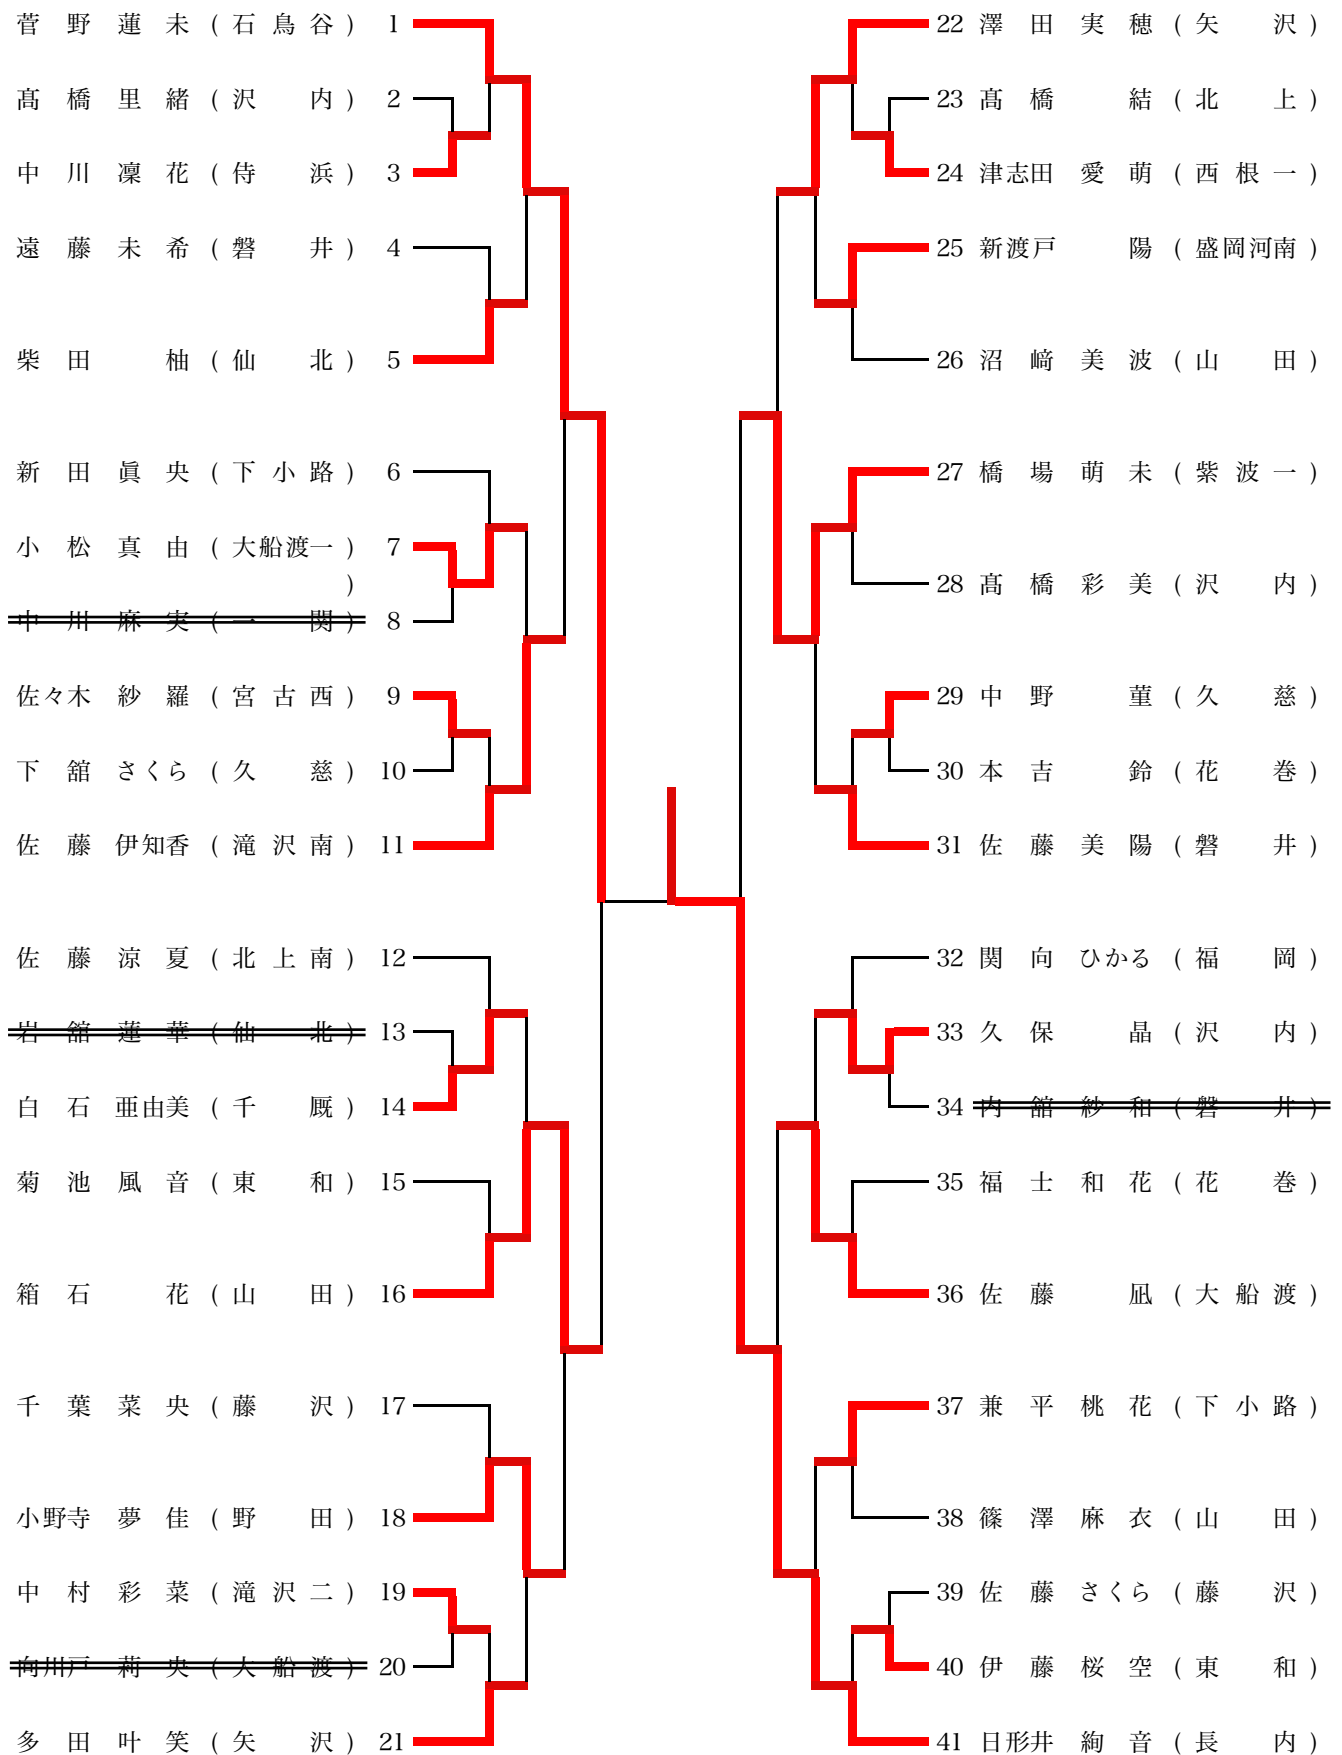 菅野蓮未(石鳥谷) 1
髙橋里緒(沢内) 2
中川凜花(侍浜) 3
遠藤未希(磐井) 4
柴田柚(仙北) 5
新田眞央(下小路) 6
小松真由(大船渡一) 7
)
中川麻実(一関) 8
佐々木紗羅(宮古西) 9
下舘さくら(久慈) 10
佐藤伊知香(滝沢南) 11
佐藤涼夏(北上南) 12
岩舘蓮華(仙北) 13
白石亜由美(千厩) 14
菊池風音(東和) 15
箱石花(山田) 16
千葉菜央(藤沢) 17
小野寺夢佳(野田) 18
中村彩菜(滝沢二) 19
向川戸莉央(大船渡) 20
多田叶笑(矢沢) 21
22 澤田実穂(矢沢)
23 髙橋結(北上)
24 津志田愛萌(西根一)
25 新渡戸陽(盛岡河南)
26 沼﨑美波(山田)
27 橋場萌未(紫波一)
28 髙橋彩美(沢内)
29 中野菫(久慈)
30 本吉鈴(花巻)
31 佐藤美陽(磐井)
32 関向ひかる(福岡)
33 久保晶(沢内)
34 内舘紗和(磐井)
35 福士和花(花巻)
36 佐藤凪(大船渡)
37 兼平桃花(下小路)
38 篠澤麻衣(山田)
39 佐藤さくら(藤沢)
40 伊藤桜空(東和)
41 日形井絢音(長内)